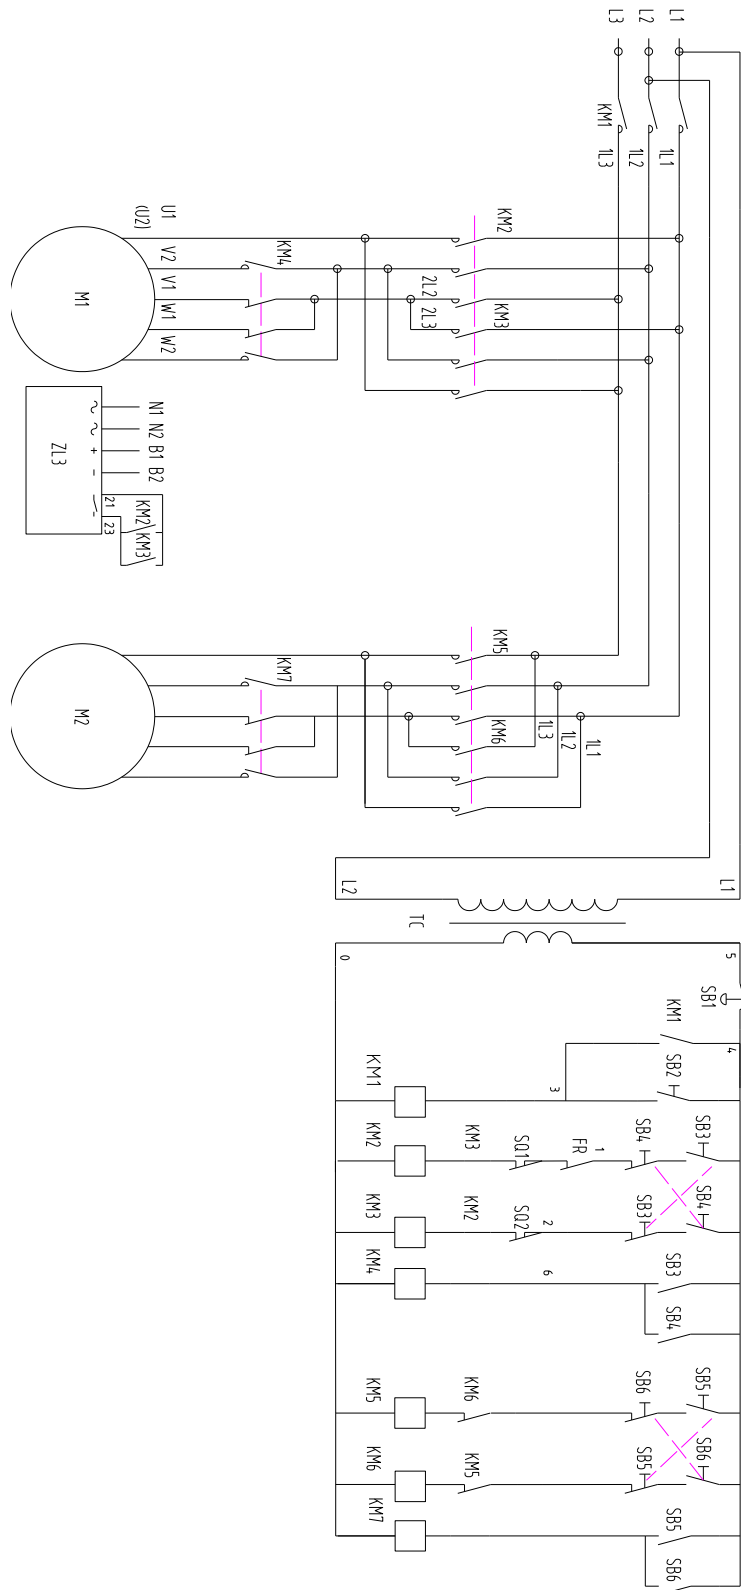 L3
L2
L1
KM1
1L3
1L2
1L1
U1
(U2)
V2
V1
W1
W2
M1
KM4
KM2
2L2
2L3
KM3
ZL3
~
~
+
-
N1
N2
B1
B2
21
23
KM2
KM3
M2
KM7
KM5
KM6
1L3
1L2
1L1
L2
L1
TC
0
5
SB1
KM1
4
SB2
KM1
3
KM2
KM3
SQ1
FR
1
SB4
SB3
KM3
KM2
SQ2
2
SB3
SB4
KM4
6
SB3
SB4
KM5
KM6
SB6
SB5
KM6
KM5
SB5
SB6
KM7
SB5
SB6